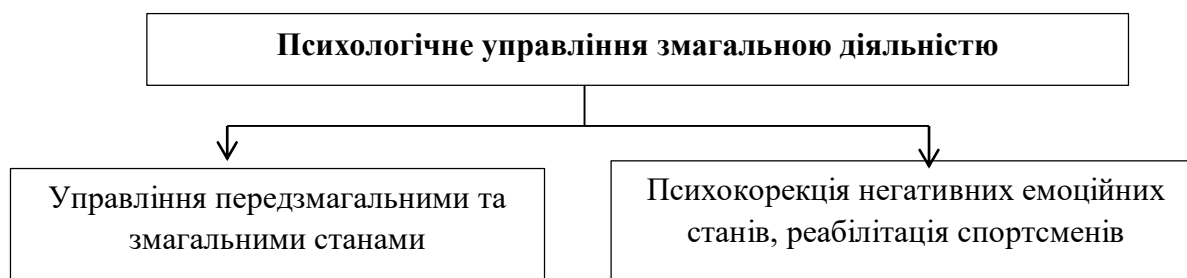 Психологічне управління змагальною діяльністю
Управління передзмагальними та
змагальними станами
Психокорекція негативних емоційних
станів, реабілітація спортсменів